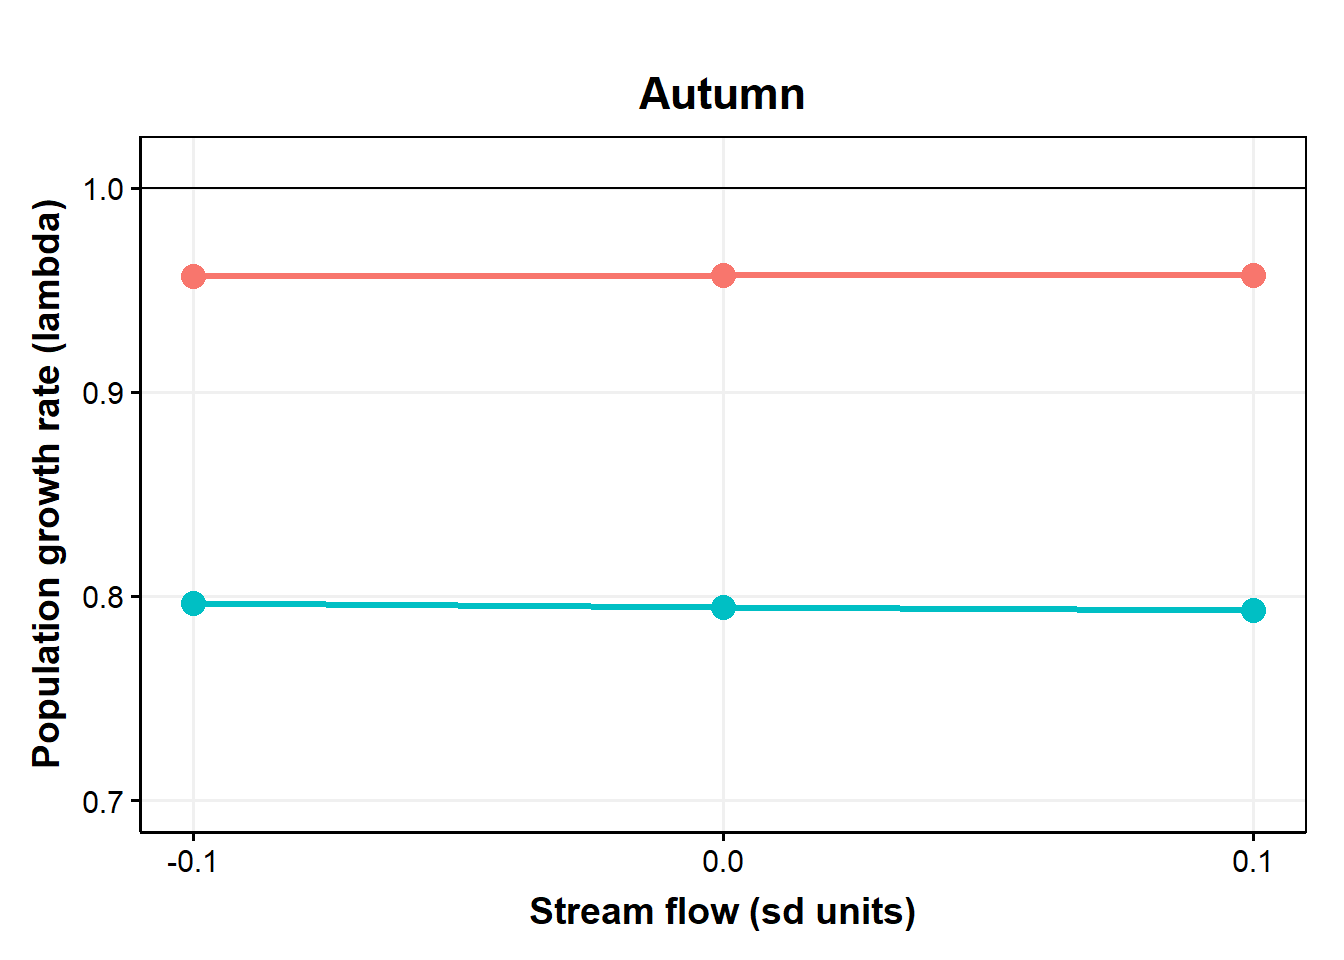 Autumn
Population growth rate (lambda)
1.0
0.9
0.8
0.7
-0.1 0.0 0.1
Stream flow (sd units)